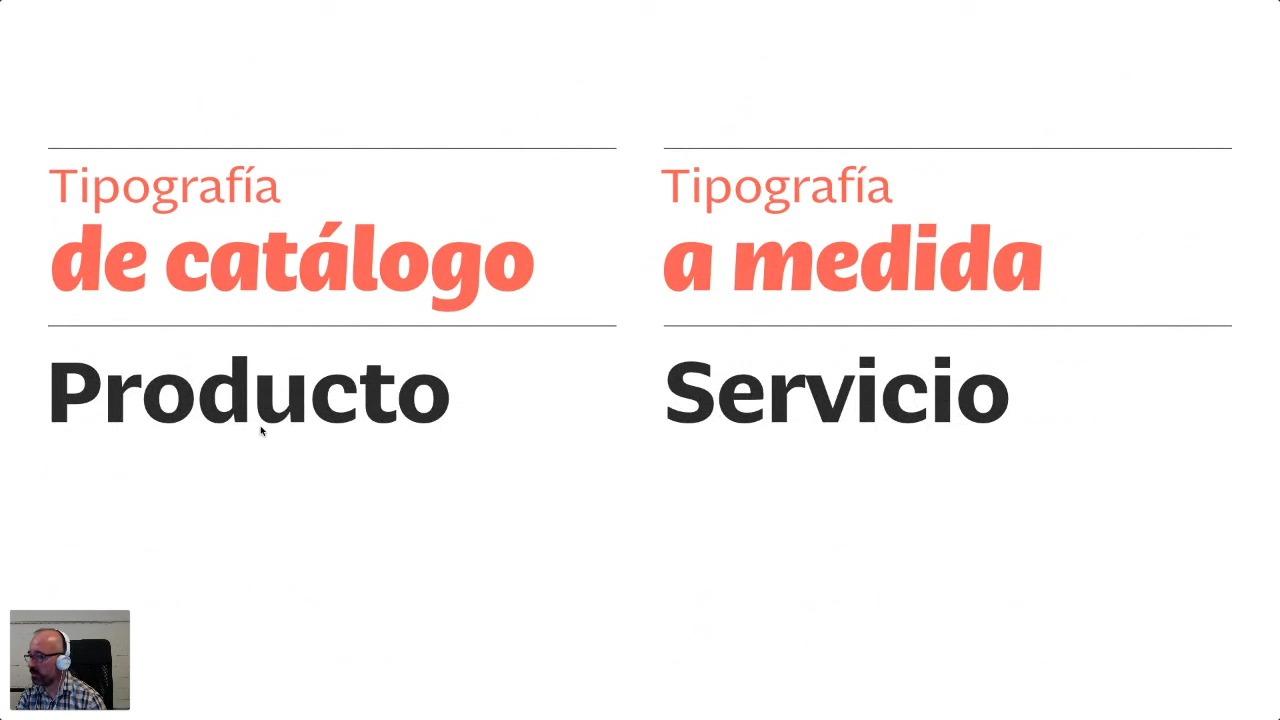 Tipografía
de catálogo
Producto
Tipografía
a medida
Servicio